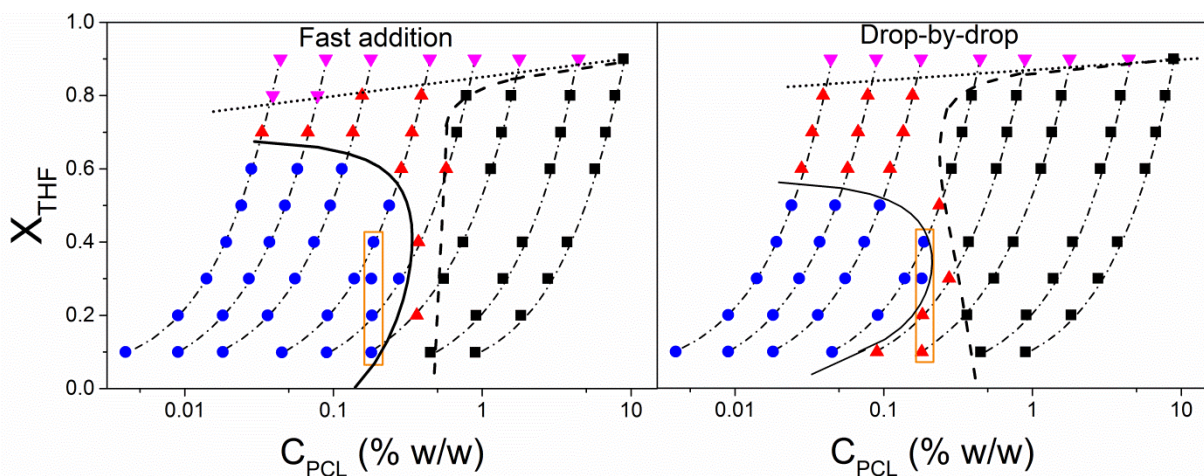 Fast addition
Drop-by-drop
1.0
0.8
0.6
0.4
0.2
0.0
X_THF
0.01 0.1 1 10
0.01 0.1 1 10
C_PCL (% w/w)
C_PCL (% w/w)